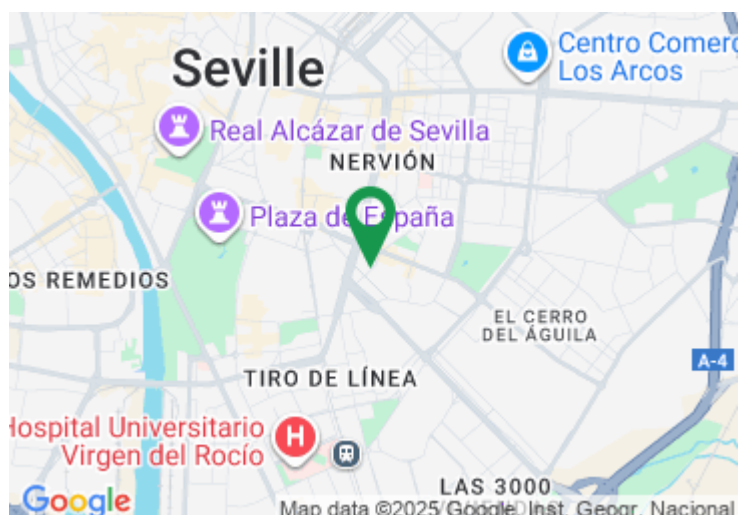 Seville
Centro Comerc
Los Arcos
Real Alcázar de Sevilla
NERVIÓN
Plaza de España
OS REMEDIOS
EL CERRO
DEL ÁGUILA
A-4
TIRO DE LÍNEA
Hospital Universitario
Virgen del Rocío
H
LAS 3000
Google
Map data ©2025 Google, Inst. Geogr. Nacional